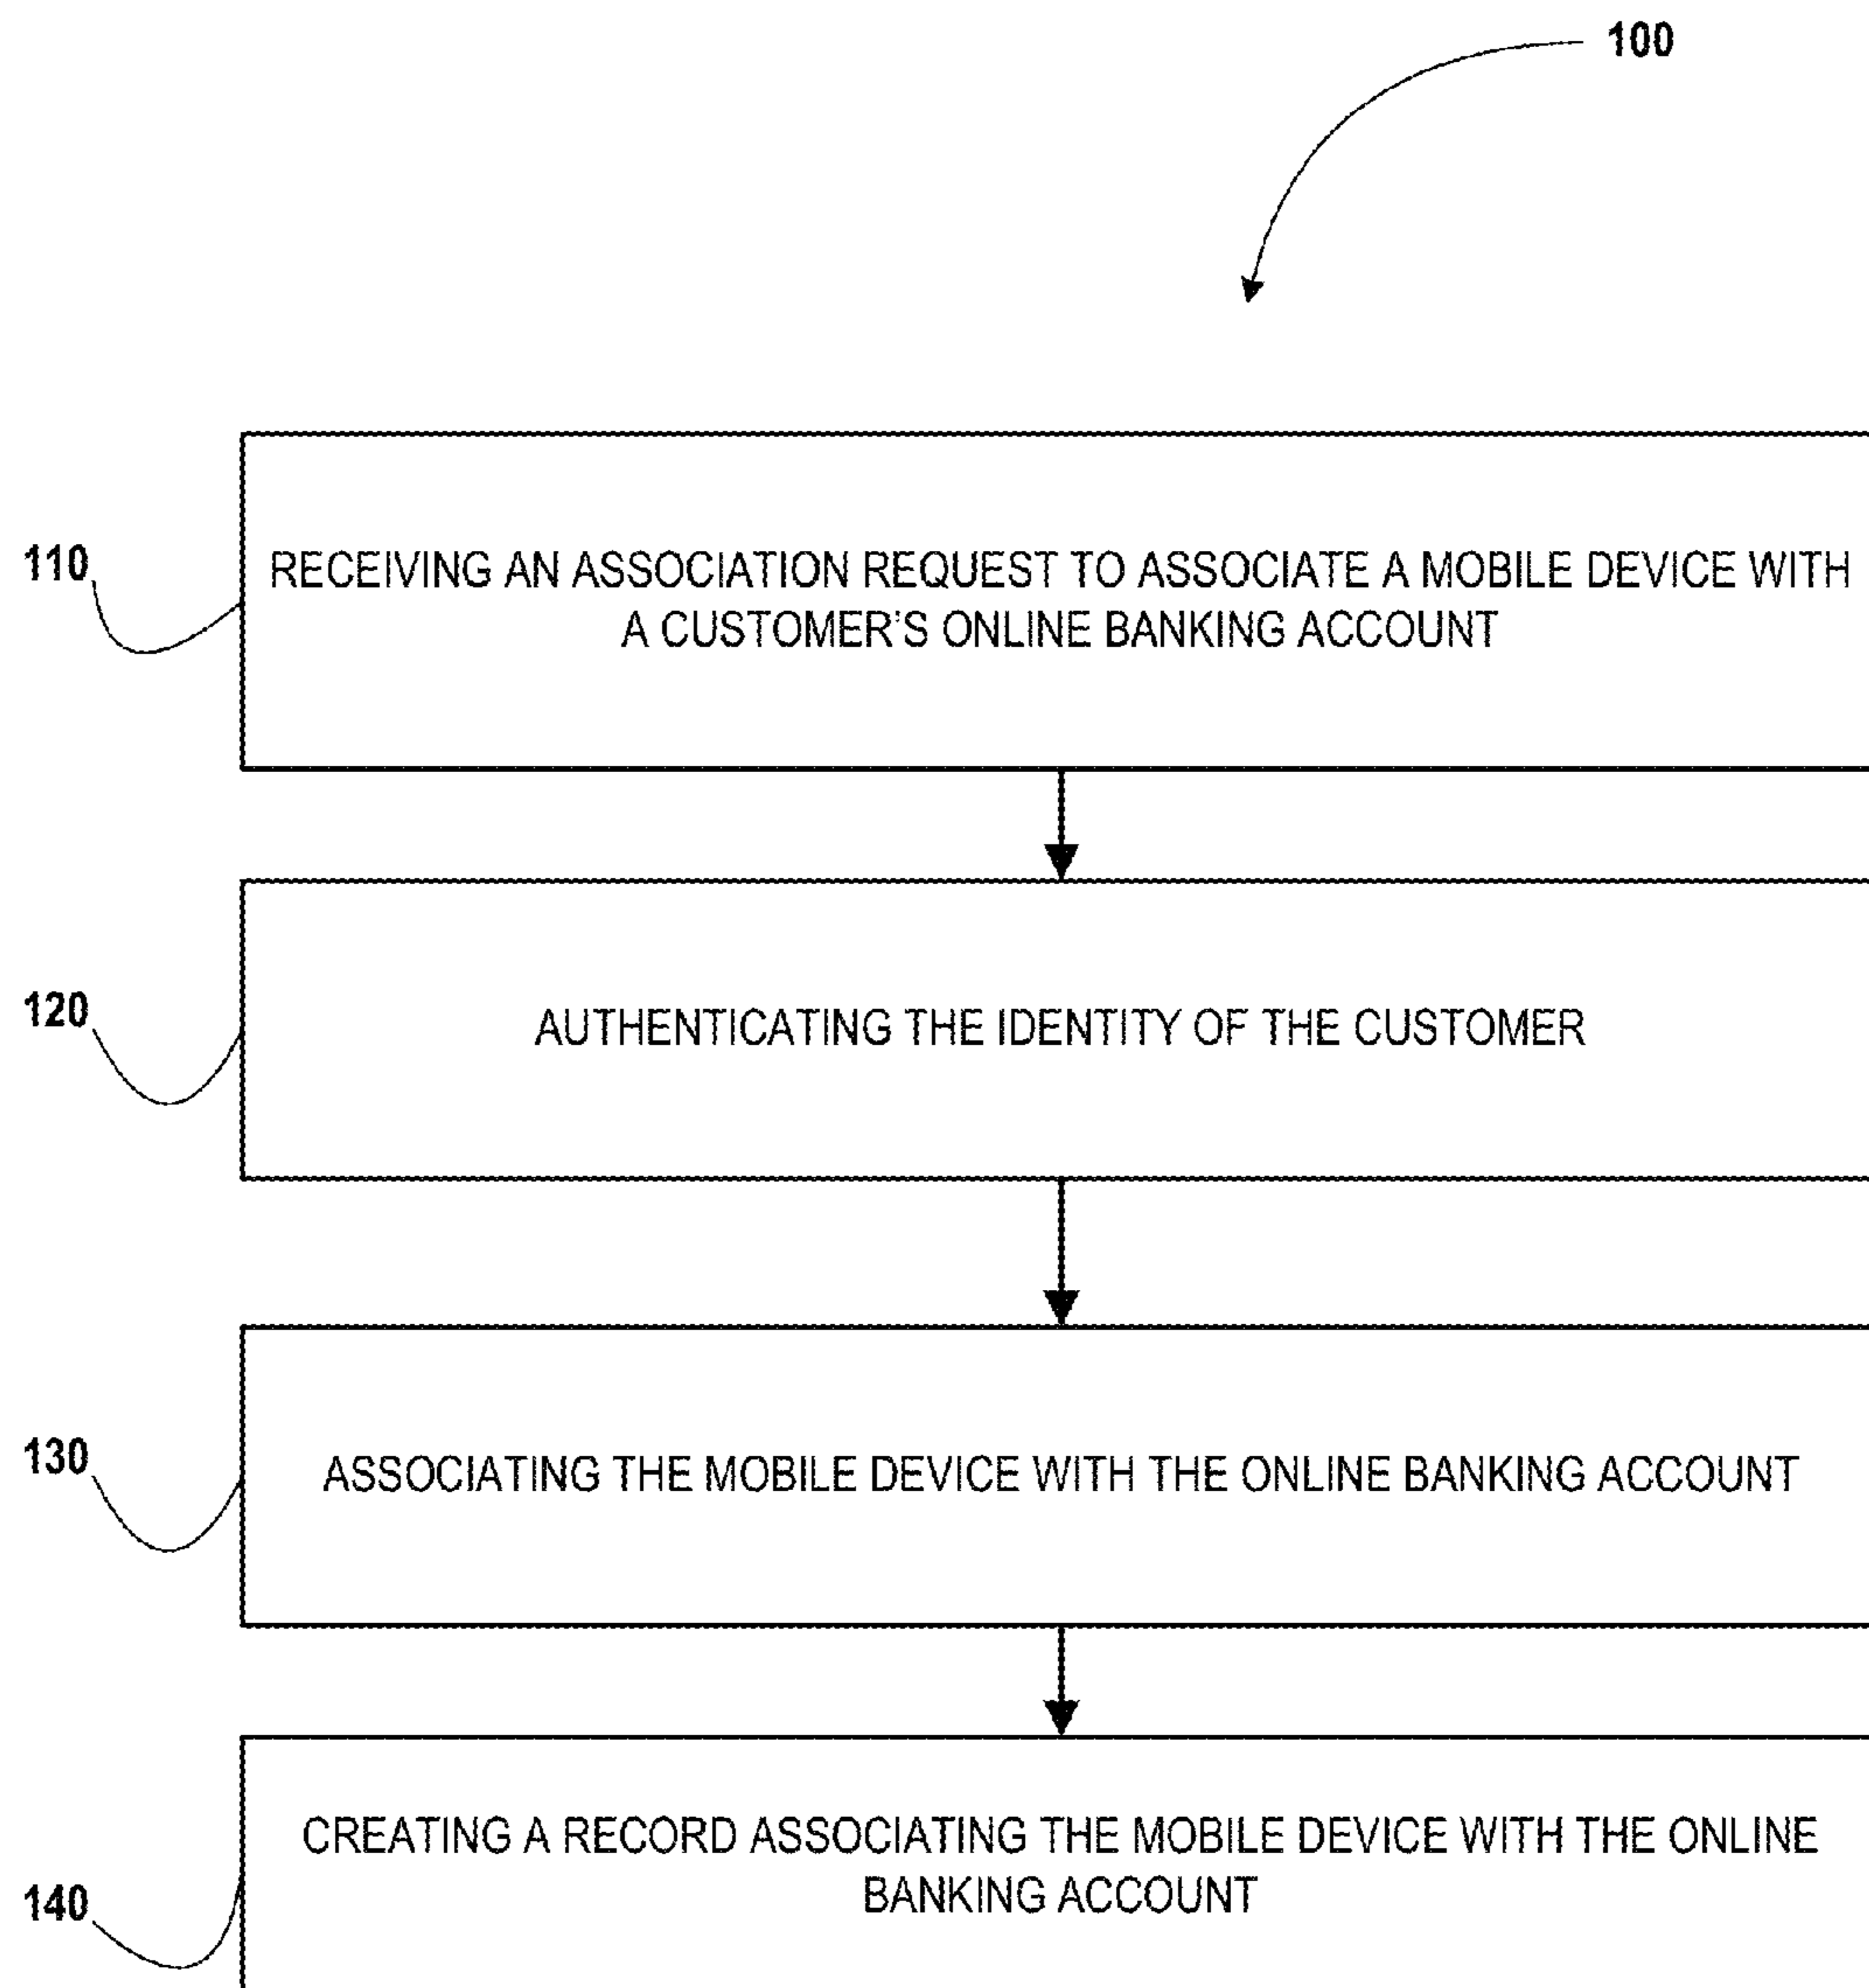 100
110
RECEIVING AN ASSOCIATION REQUEST TO ASSOCIATE A MOBILE DEVICE WITH
A CUSTOMER'S ONLINE BANKING ACCOUNT
120
AUTHENTICATING THE IDENTITY OF THE CUSTOMER
130
ASSOCIATING THE MOBILE DEVICE WITH THE ONLINE BANKING ACCOUNT
140
CREATING A RECORD ASSOCIATING THE MOBILE DEVICE WITH THE ONLINE
BANKING ACCOUNT